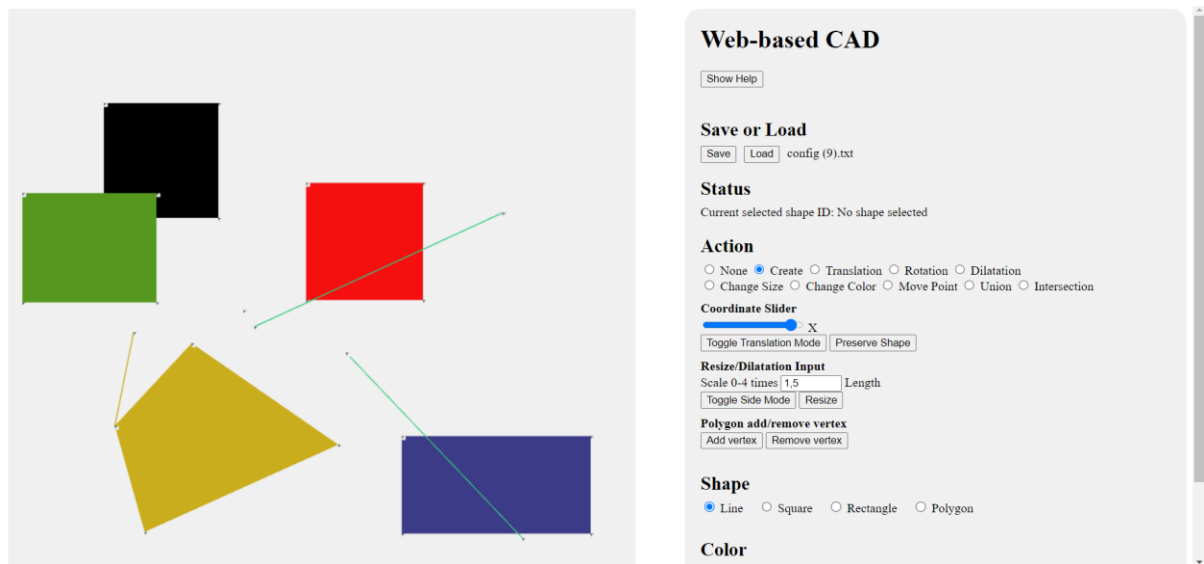 Web-based CAD
Show Help
Save or Load
Save Load config (9).txt
Status
Current selected shape ID: No shape selected
Action
None Create Translation Rotation Dilatation
Change Size Change Color Move Point Union Intersection
Coordinate Slider
X
Toggle Translation Mode Preserve Shape
Resize/Dilatation Input
Scale 0-4 times 1,5 Length
Toggle Side Mode Resize
Polygon add/remove vertex
Add vertex Remove vertex
Shape
Line Square Rectangle Polygon
Color